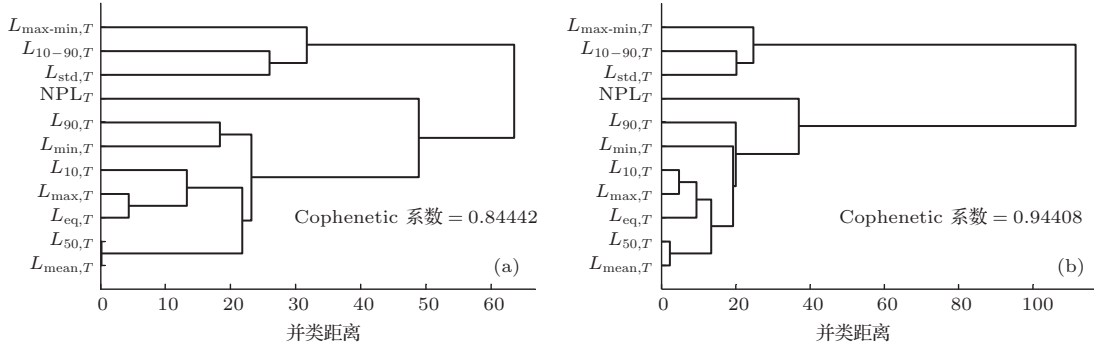 L_max-min,T
L_10−90,T
L_std,T
NPL_T
L_90,T
L_min,T
L_10,T
L_max,T
L_eq,T
L_50,T
L_mean,T
Cophenetic 系数 = 0.84442
(a)
0 10 20 30 40 50 60
并类距离
L_max-min,T
L_10−90,T
L_std,T
NPL_T
L_90,T
L_min,T
L_10,T
L_max,T
L_eq,T
L_50,T
L_mean,T
Cophenetic 系数 = 0.94408
(b)
0 20 40 60 80 100
并类距离